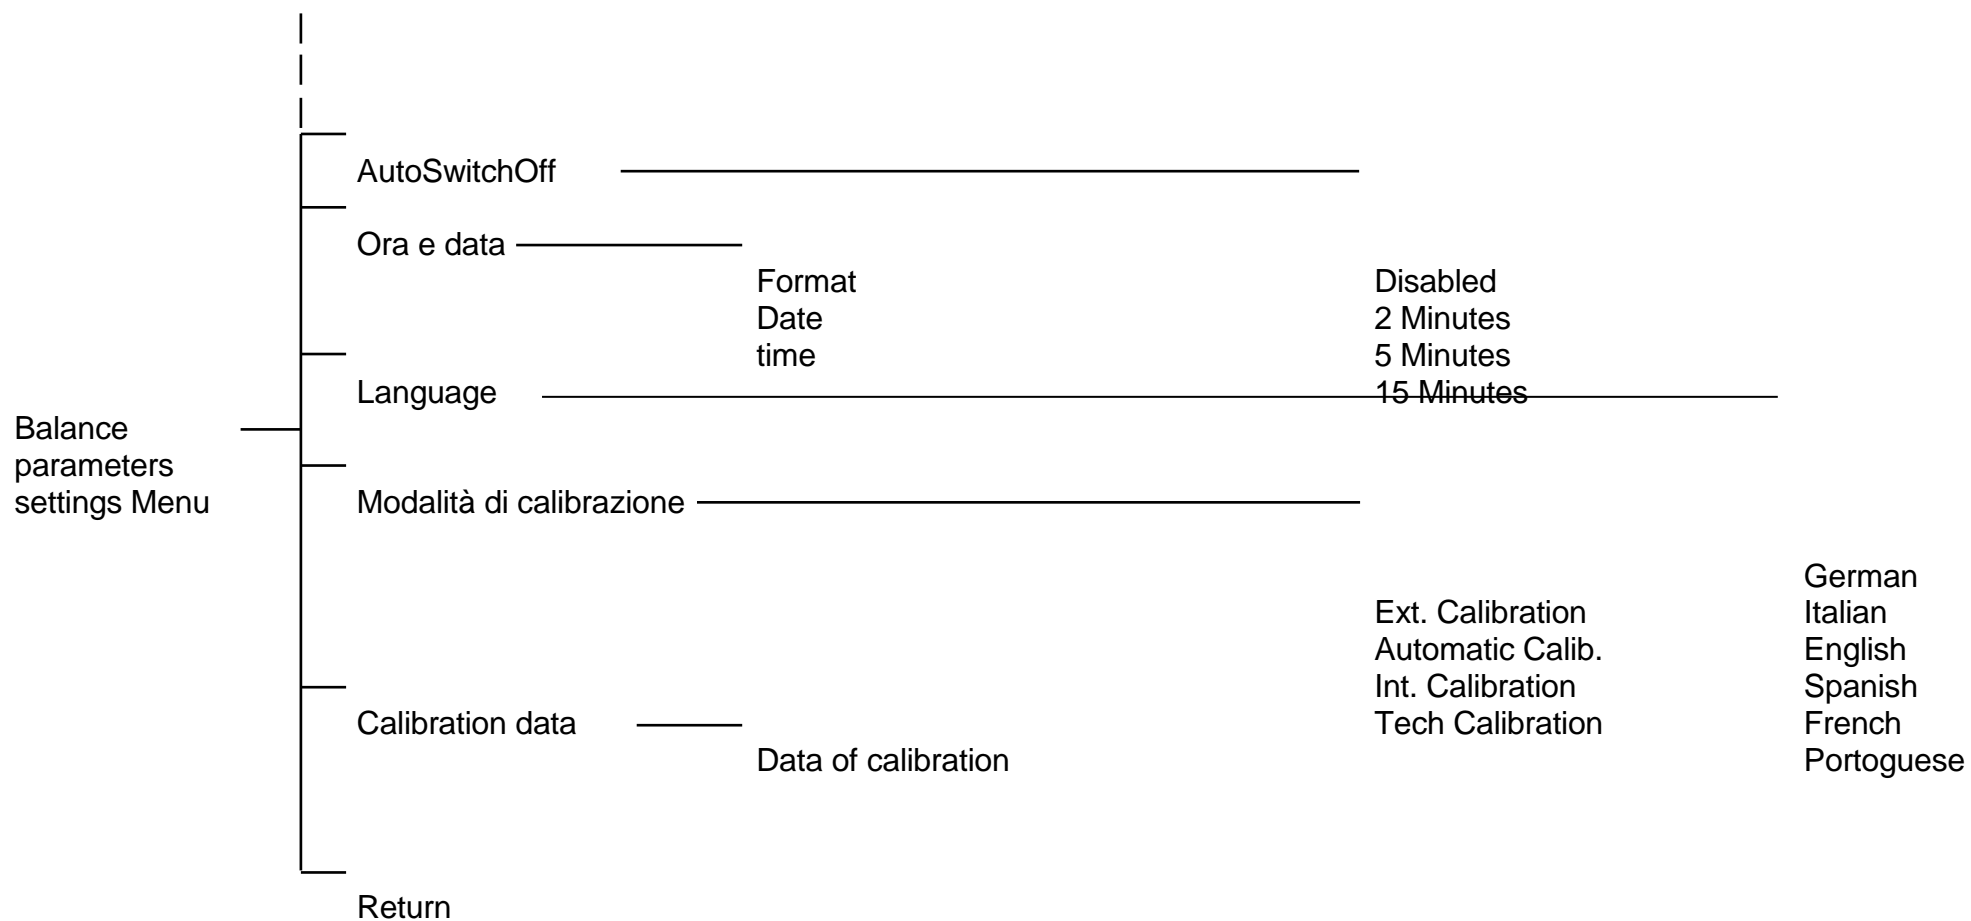 AutoSwitchOff
Ora e data
Format
Date
time
Disabled
2 Minutes
5 Minutes
15 Minutes
Language
Balance
parameters
settings Menu
Modalità di calibrazione
German
Italian
English
Spanish
French
Portoguese
Ext. Calibration
Automatic Calib.
Int. Calibration
Tech Calibration
Calibration data
Data of calibration
Return